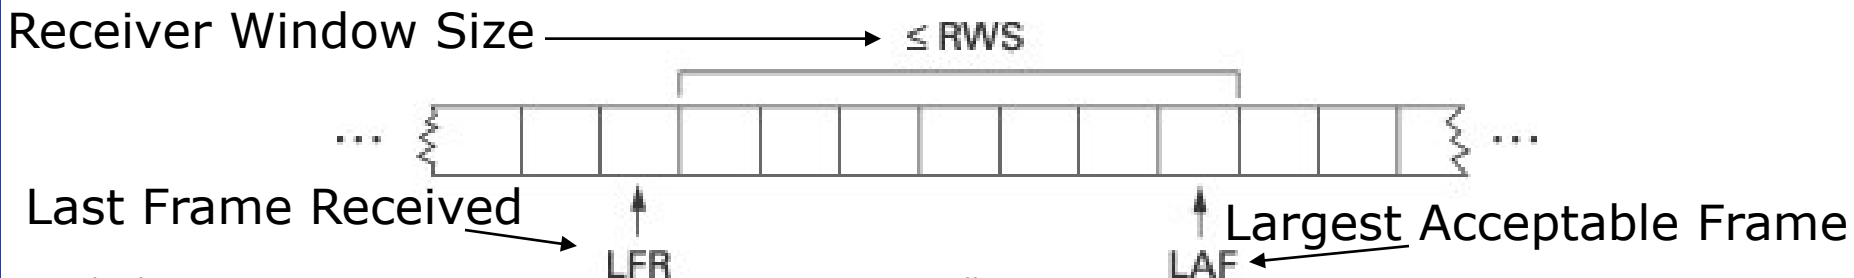 Receiver Window Size
≤ RWS
... ...
Last Frame Received
Largest Acceptable Frame
LFR
LAF